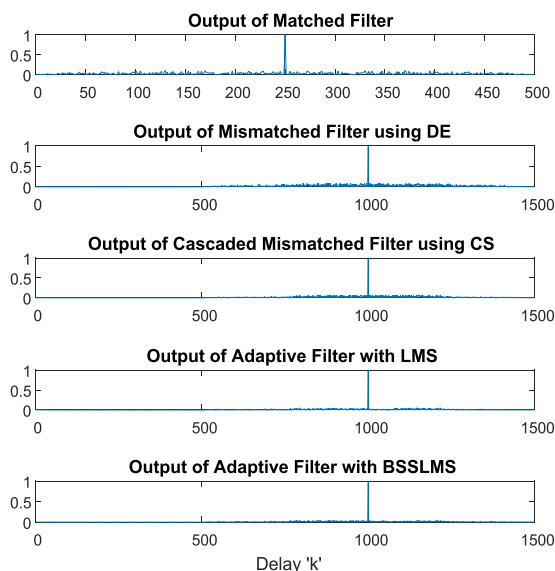 Output of Matched Filter
1
0.5
0
0 50 100 150 200 250 300 350 400 450 500
Output of Mismatched Filter using DE
1
0.5
0
0 500 1000 1500
Output of Cascaded Mismatched Filter using CS
1
0.5
0
0 500 1000 1500
Output of Adaptive Filter with LMS
1
0.5
0
0 500 1000 1500
Output of Adaptive Filter with BSSLMS
1
0.5
0
0 500 1000 1500
Delay 'k'